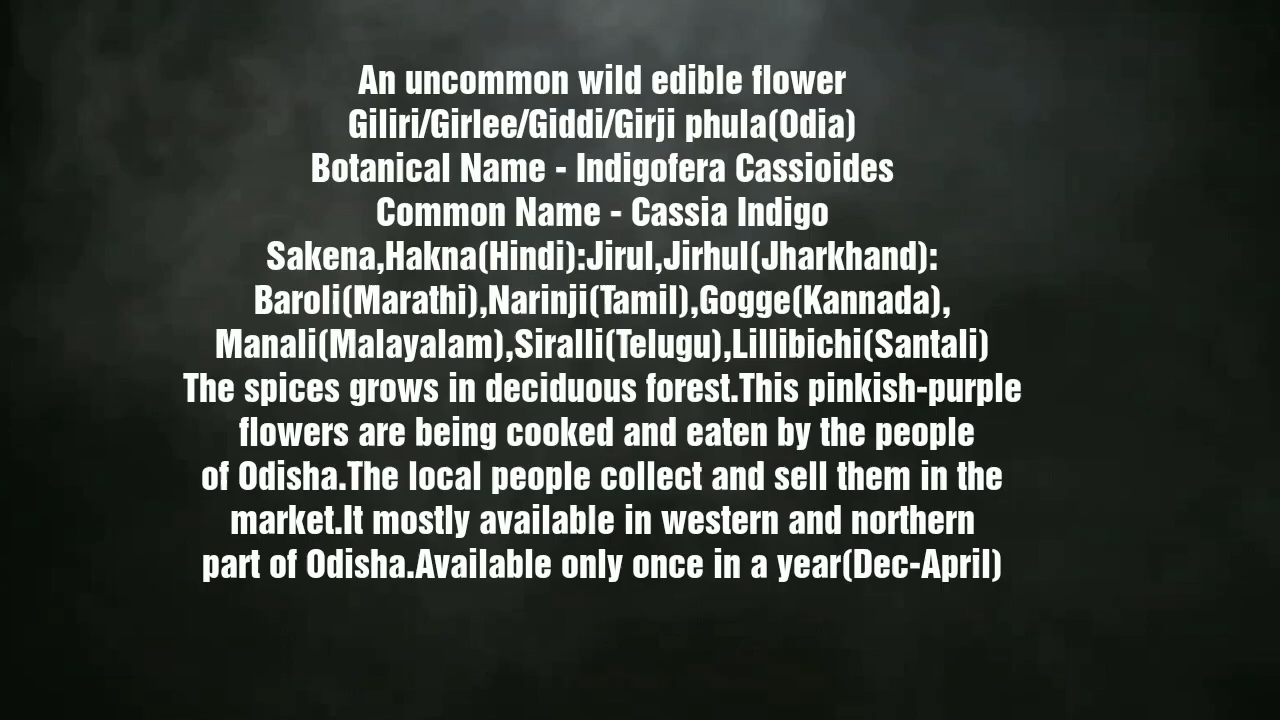 An uncommon wild edible flower
Giliri/Girlee/Giddi/Girji phula(Odia)
Botanical Name - Indigofera Cassioides
Common Name - Cassia Indigo
Sakena,Hakna(Hindi):Jirul,Jirhul(Jharkhand):
Baroli(Marathi),Narinji(Tamil),Gogge(Kannada),
Manali(Malayalam),Siralli(Telugu),Lillibichi(Santali)
The spices grows in deciduous forest.This pinkish-purple
flowers are being cooked and eaten by the people
of Odisha.The local people collect and sell them in the
market.It mostly available in western and northern
part of Odisha.Available only once in a year(Dec-April)